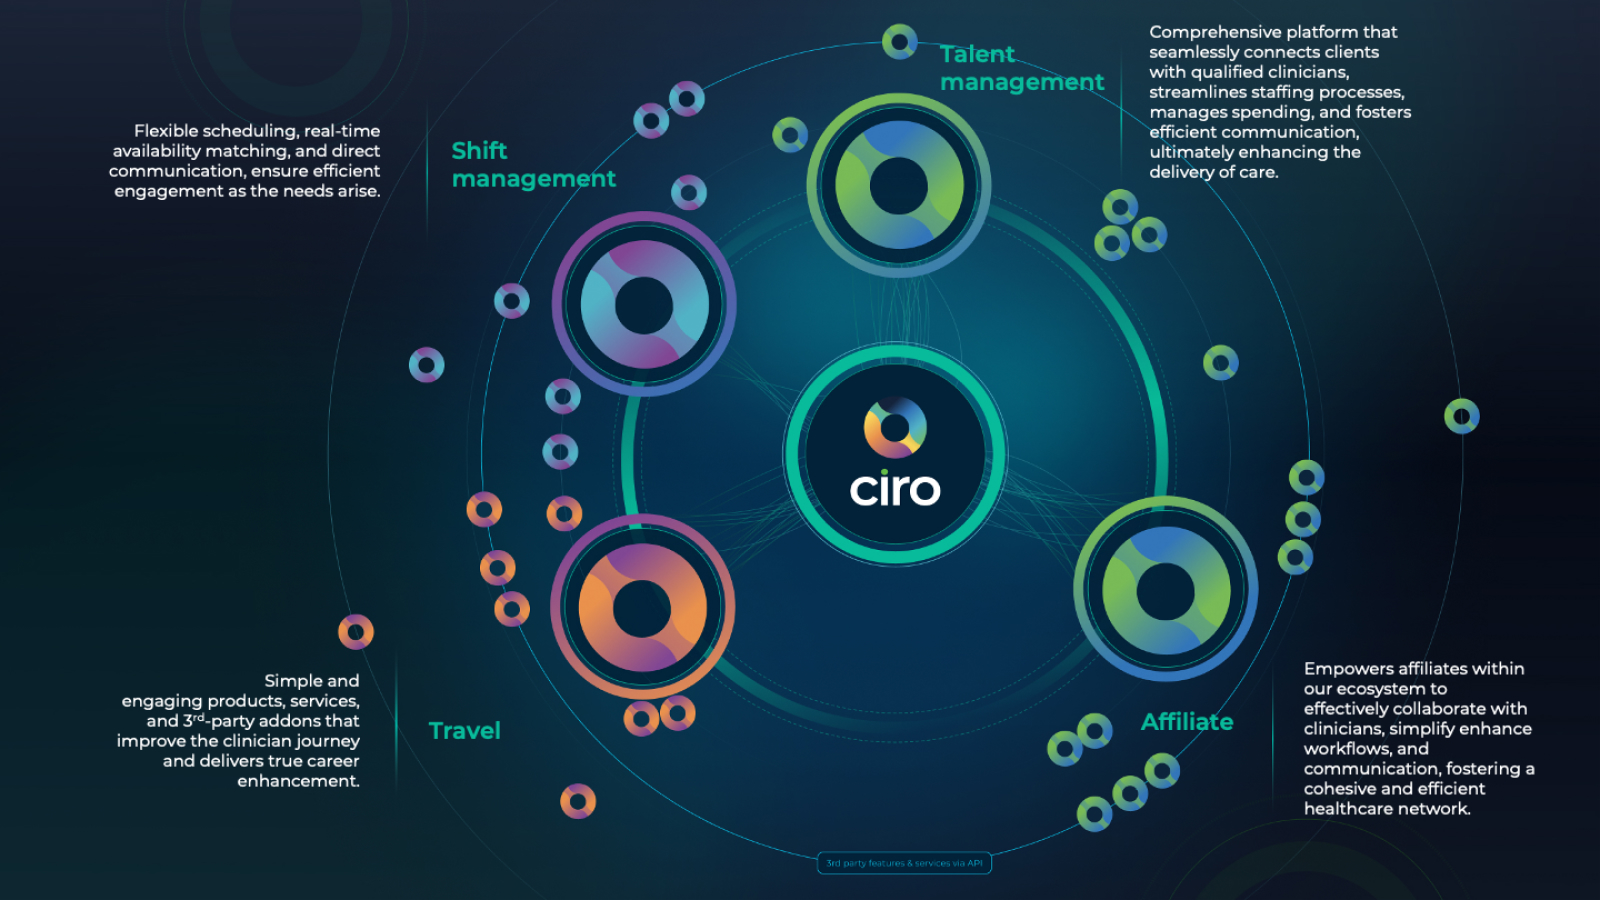 Talent
management
Comprehensive platform that
seamlessly connects clients
with qualified clinicians,
streamlines staffing processes,
manages spending, and fosters
efficient communication,
ultimately enhancing the
delivery of care.
Flexible scheduling, real-time
availability matching, and direct
communication, ensure efficient
engagement as the needs arise.
Shift
management
ciro
Simple and
engaging products, services,
and 3rd-party addons that
improve the clinician journey
and delivers true career
enhancement.
Travel
Affiliate
Empowers affiliates within
our ecosystem to
effectively collaborate with
clinicians, simplify enhance
workflows, and
communication, fostering a
cohesive and efficient
healthcare network.
3rd party features & services via API